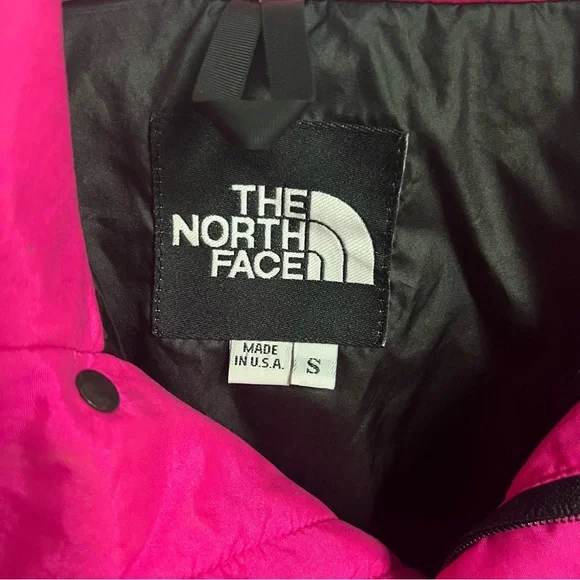 THE
NORTH
FACE
MADE
IN U.S.A.
S